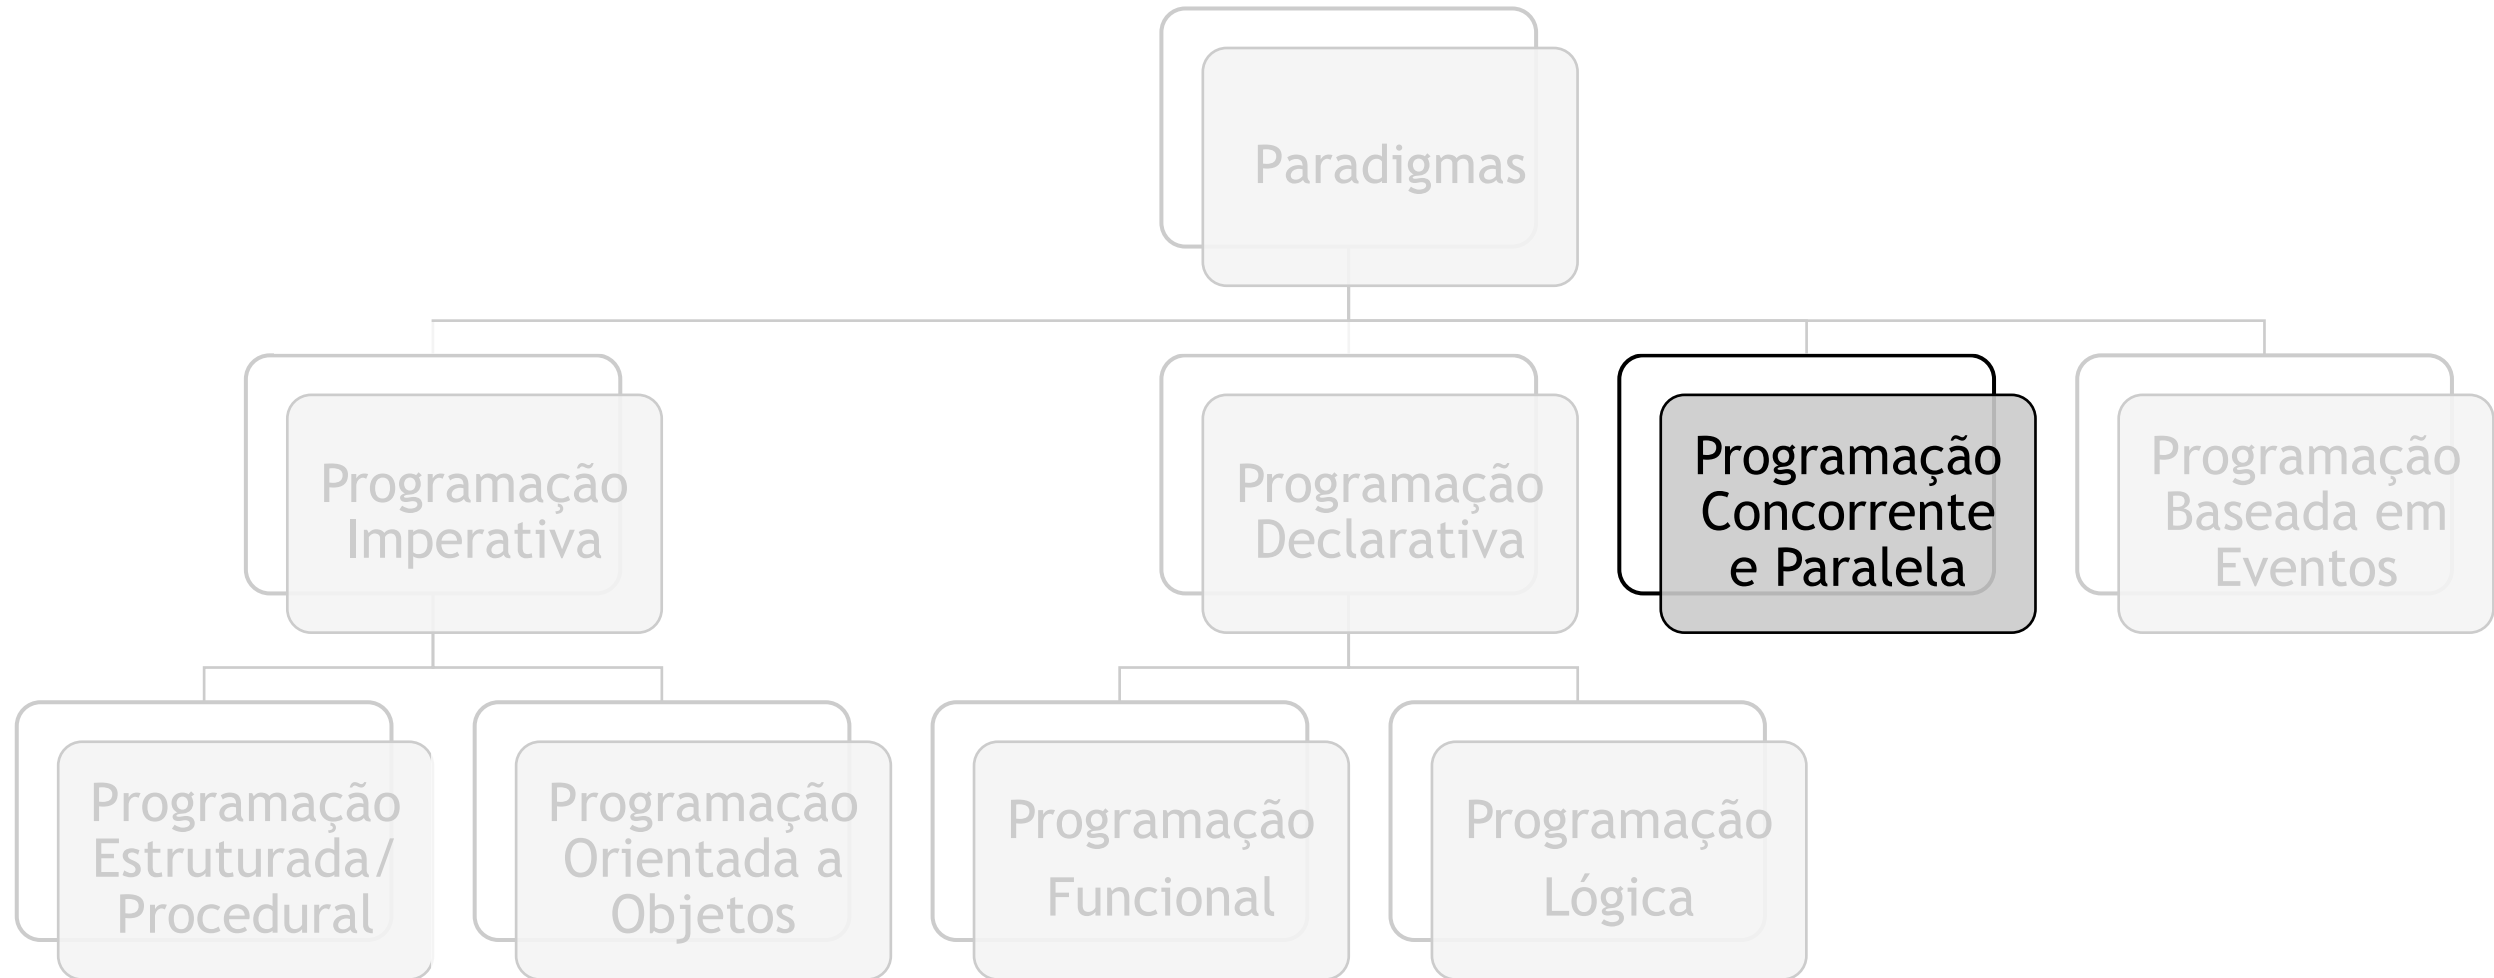 Paradigmas
Programação
Imperativa
Programação
Declarativa
Programação
Concorrente
e Paralela
Programação
Baseada em
Eventos
Programação
Estruturada/
Procedural
Programação
Orientada a
Objetos
Programação
Funcional
Programação
Lógica